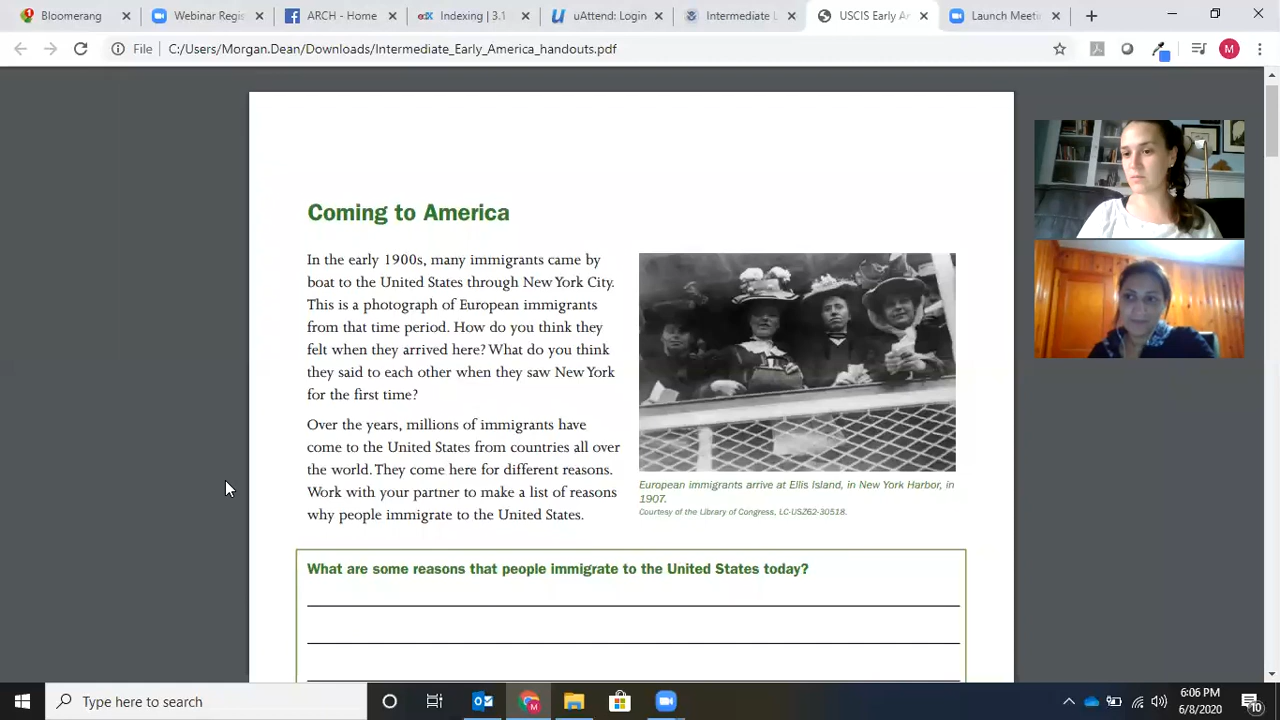 Bloomerang
Webinar Regi
ARCH - Home
Indexing | 3.1
uAttend: Login
Intermediate L
USCIS Early A
Launch Meeti
File
C:/Users/Morgan.Dean/Downloads/Intermediate_Early_America_handouts.pdf
M
Coming to America
In the early 1900s, many immigrants came by
boat to the United States through New York City.
This is a photograph of European immigrants
from that time period. How do you think they
felt when they arrived here? What do you think
they said to each other when they saw New York
for the first time?
Over the years, millions of immigrants have
come to the United States from countries all over
the world. They come here for different reasons.
Work with your partner to make a list of reasons
why people immigrate to the United States.
European immigrants arrive at Ellis Island, in New York Harbor, in
1907.
Courtesy of the Library of Congress, LC-USZ62-30518.
What are some reasons that people immigrate to the United States today?
Type here to search
6:06 PM
6/8/2020
10